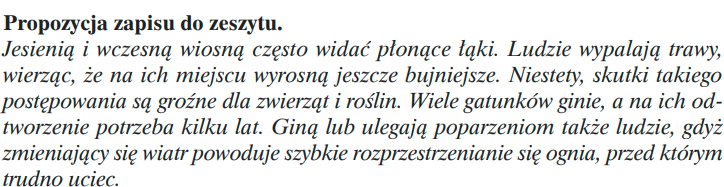 Propozycja zapisu do zeszytu.
Jesienią i wczesną wiosną często widać płonące łąki. Ludzie wypalają trawy,
wierząc, że na ich miejscu wyrosną jeszcze bujniejsze. Niestety, skutki takiego
postępowania są groźne dla zwierząt i roślin. Wiele gatunków ginie, a na ich od-
tworzenie potrzeba kilku lat. Giną lub ulegają poparzeniom także ludzie, gdyż
zmieniający się wiatr powoduje szybkie rozprzestrzenianie się ognia, przed którym
trudno uciec.